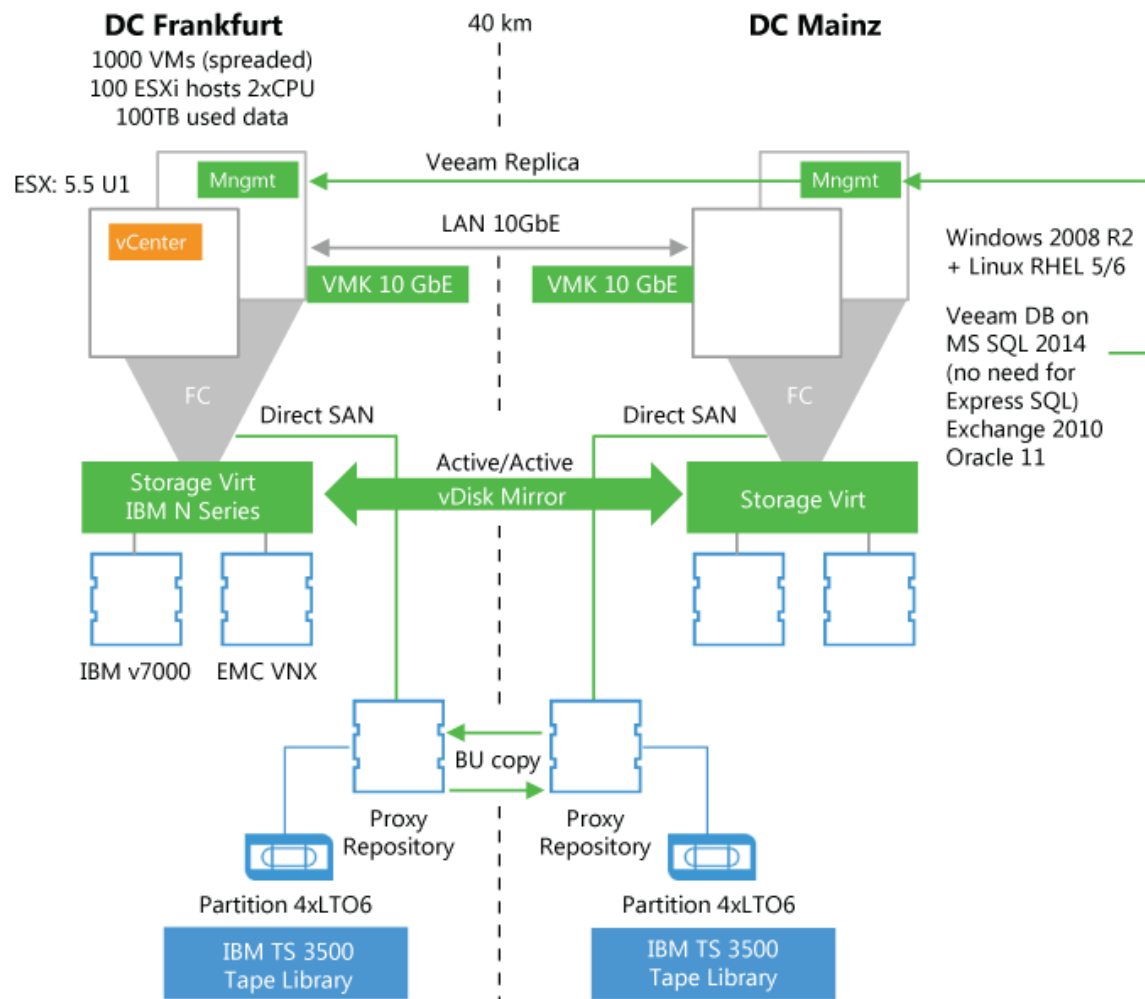 DC Frankfurt
40 km
DC Mainz
1000 VMs (spreaded)
100 ESXi hosts 2xCPU
100TB used data
Veeam Replica
ESX: 5.5 U1
Mngmt
Mngmt
LAN 10GbE
vCenter
VMK 10 GbE
VMK 10 GbE
Windows 2008 R2
+ Linux RHEL 5/6
Veeam DB on
MS SQL 2014
(no need for
Express SQL)
Exchange 2010
Oracle 11
FC
FC
Direct SAN
Direct SAN
Active/Active
vDisk Mirror
Storage Virt
IBM N Series
Storage Virt
IBM v7000
EMC VNX
BU copy
Proxy
Repository
Proxy
Repository
Partition 4xLTO6
Partition 4xLTO6
IBM TS 3500
Tape Library
IBM TS 3500
Tape Library